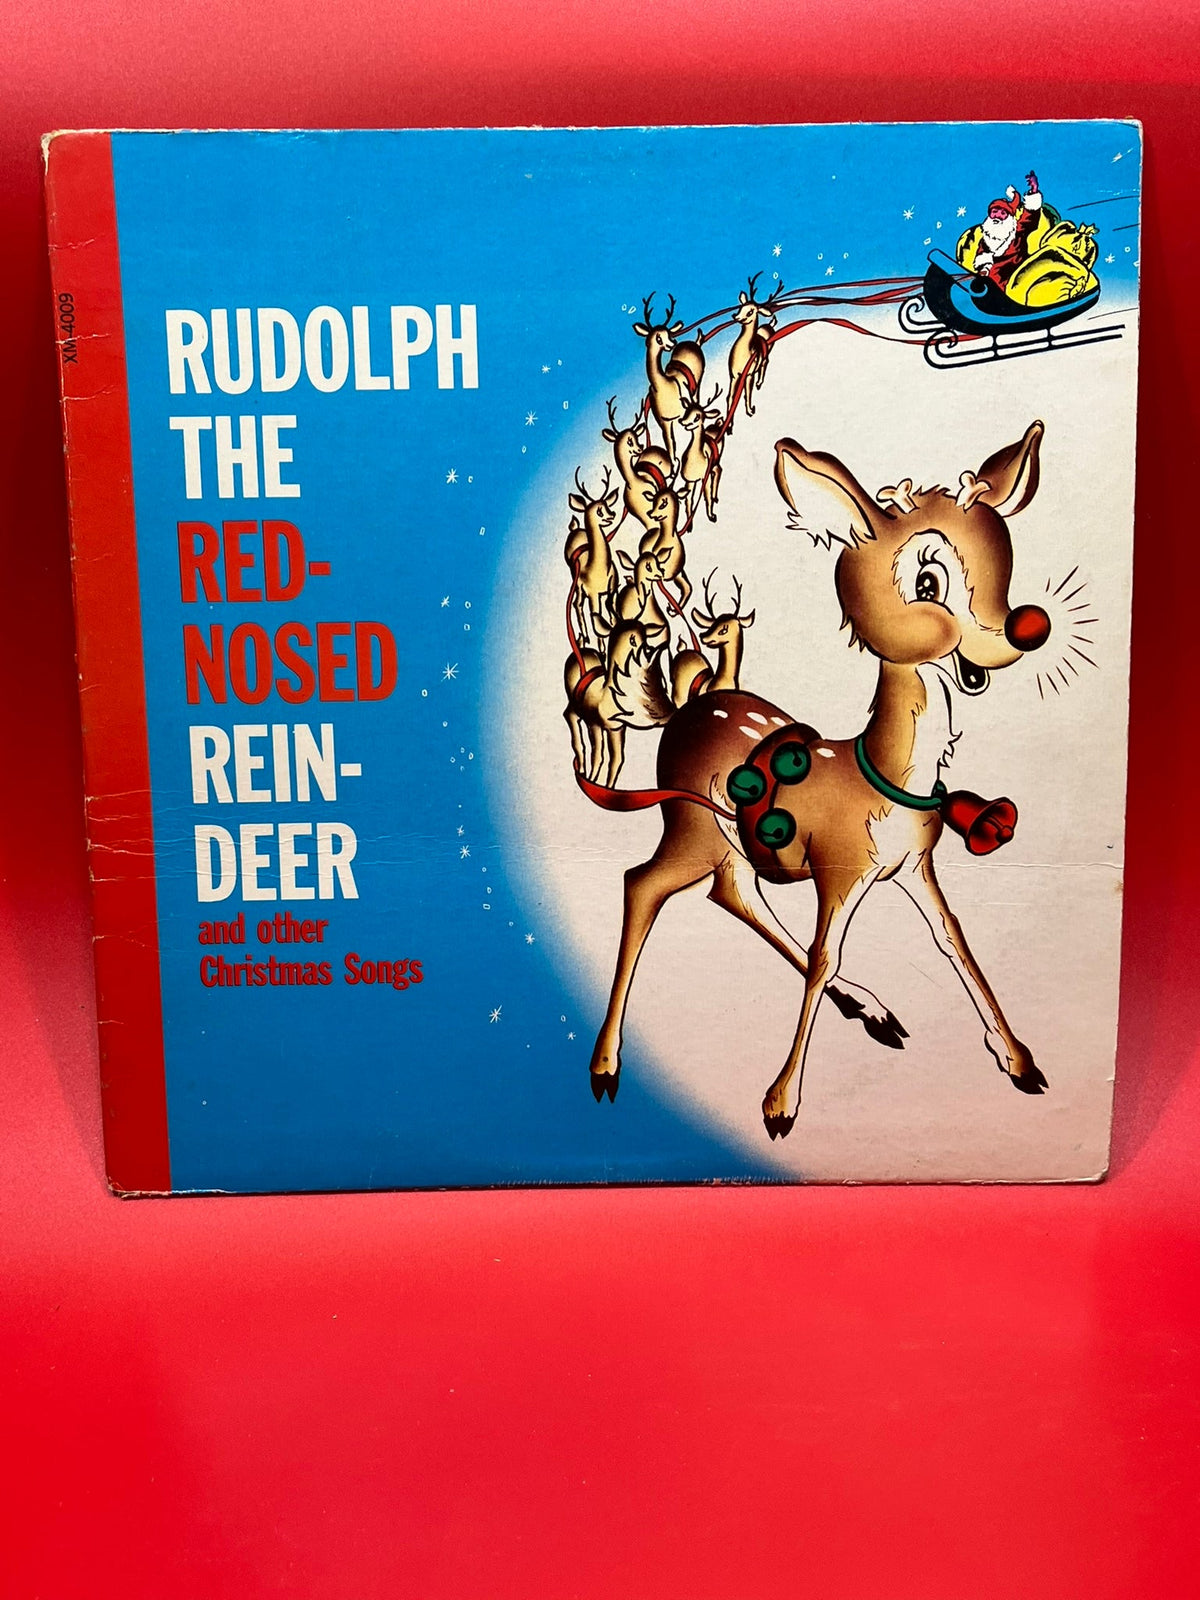 XM-4009
RUDOLPH
THE
RED-
NOSED
REIN-
DEER
and other
Christmas Songs